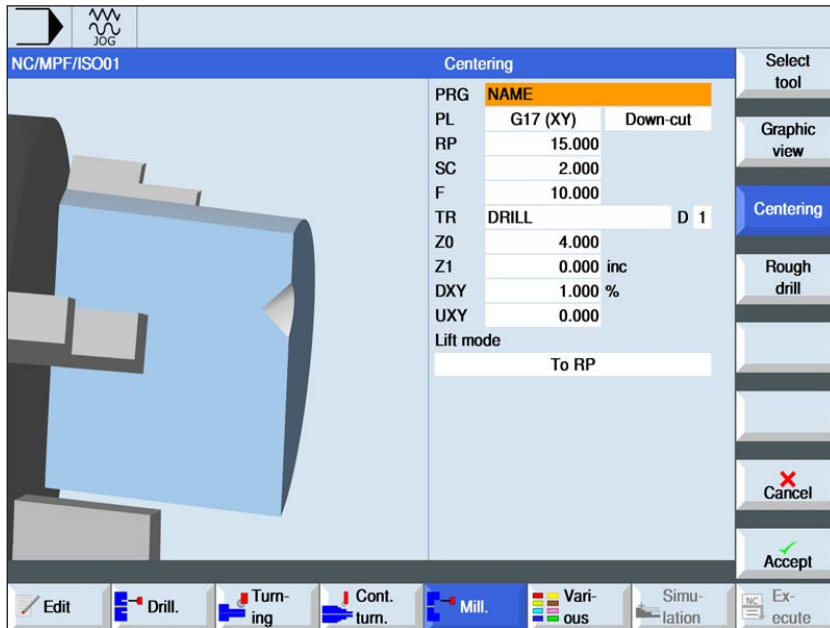 JOG
NC/MPF/ISO01
Centering
Select
tool
PRG NAME
PL G17 (XY) Down-cut
RP 15.000
SC 2.000
F 10.000
TR DRILL D 1
Z0 4.000
Z1 0.000 inc
DXY 1.000 %
UXY 0.000
Lift mode
To RP
Graphic
view
Centering
Rough
drill
Cancel
Accept
Edit
Drill.
Turn-
ing
Cont.
turn.
Mill.
Vari-
ous
Simu-
lation
NC
Ex-
ecute